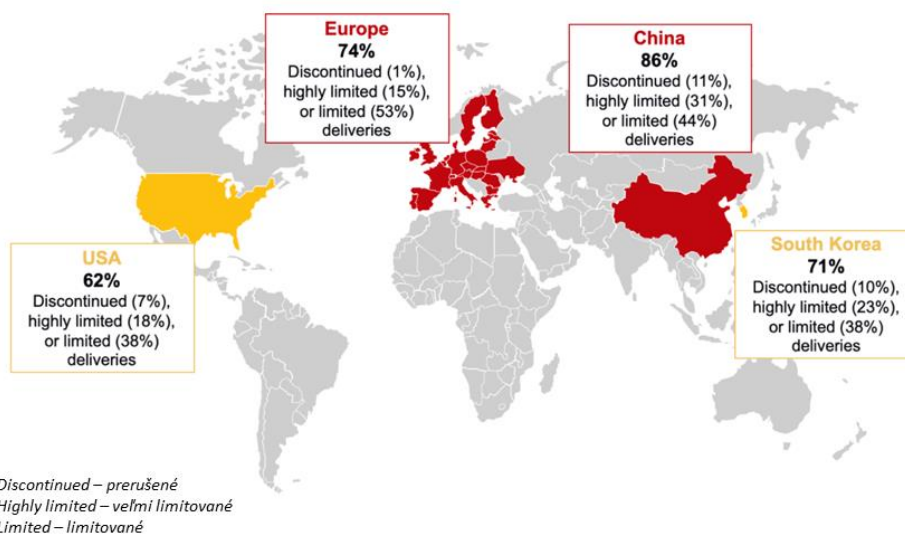 Europe
74%
Discontinued (1%),
highly limited (15%),
or limited (53%)
deliveries
China
86%
Discontinued (11%),
highly limited (31%),
or limited (44%)
deliveries
USA
62%
Discontinued (7%),
highly limited (18%),
or limited (38%)
deliveries
South Korea
71%
Discontinued (10%),
highly limited (23%),
or limited (38%)
deliveries
Discontinued – prerušené
Highly limited – veľmi limitované
Limited – limitované